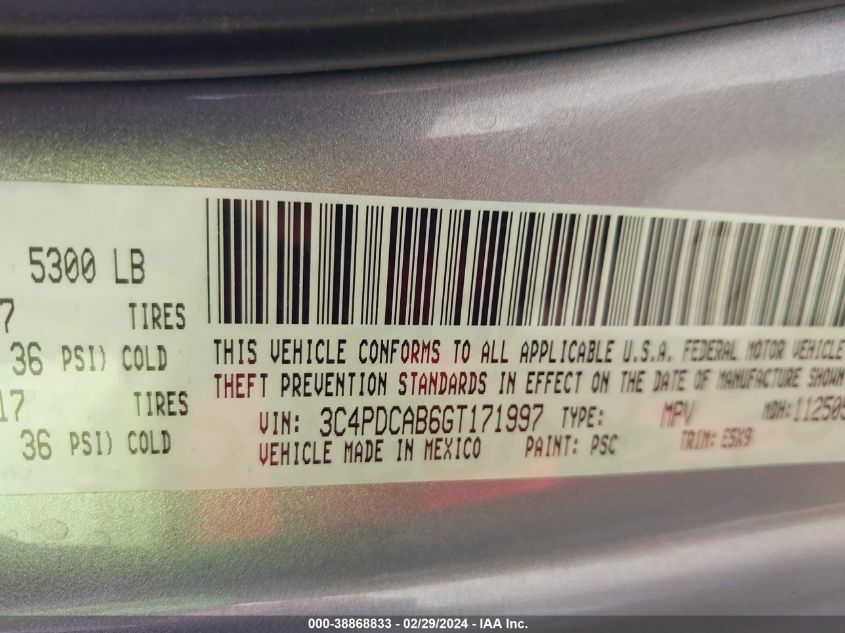 5300 LB
7 TIRES
36 PSI) COLD
17 TIRES
36 PSI) COLD
THIS VEHICLE CONFORMS TO ALL APPLICABLE U.S.A. FEDERAL MOTOR VEHICLE
THEFT PREVENTION STANDARDS IN EFFECT ON THE DATE OF MANUFACTURE SHOWN
VIN: 3C4PDCAB6GT171997 TYPE: MPV MDH:112509
VEHICLE MADE IN MEXICO PAINT: PSC TRIM: E5X9
000-38868833 - 02/29/2024 - IAA Inc.